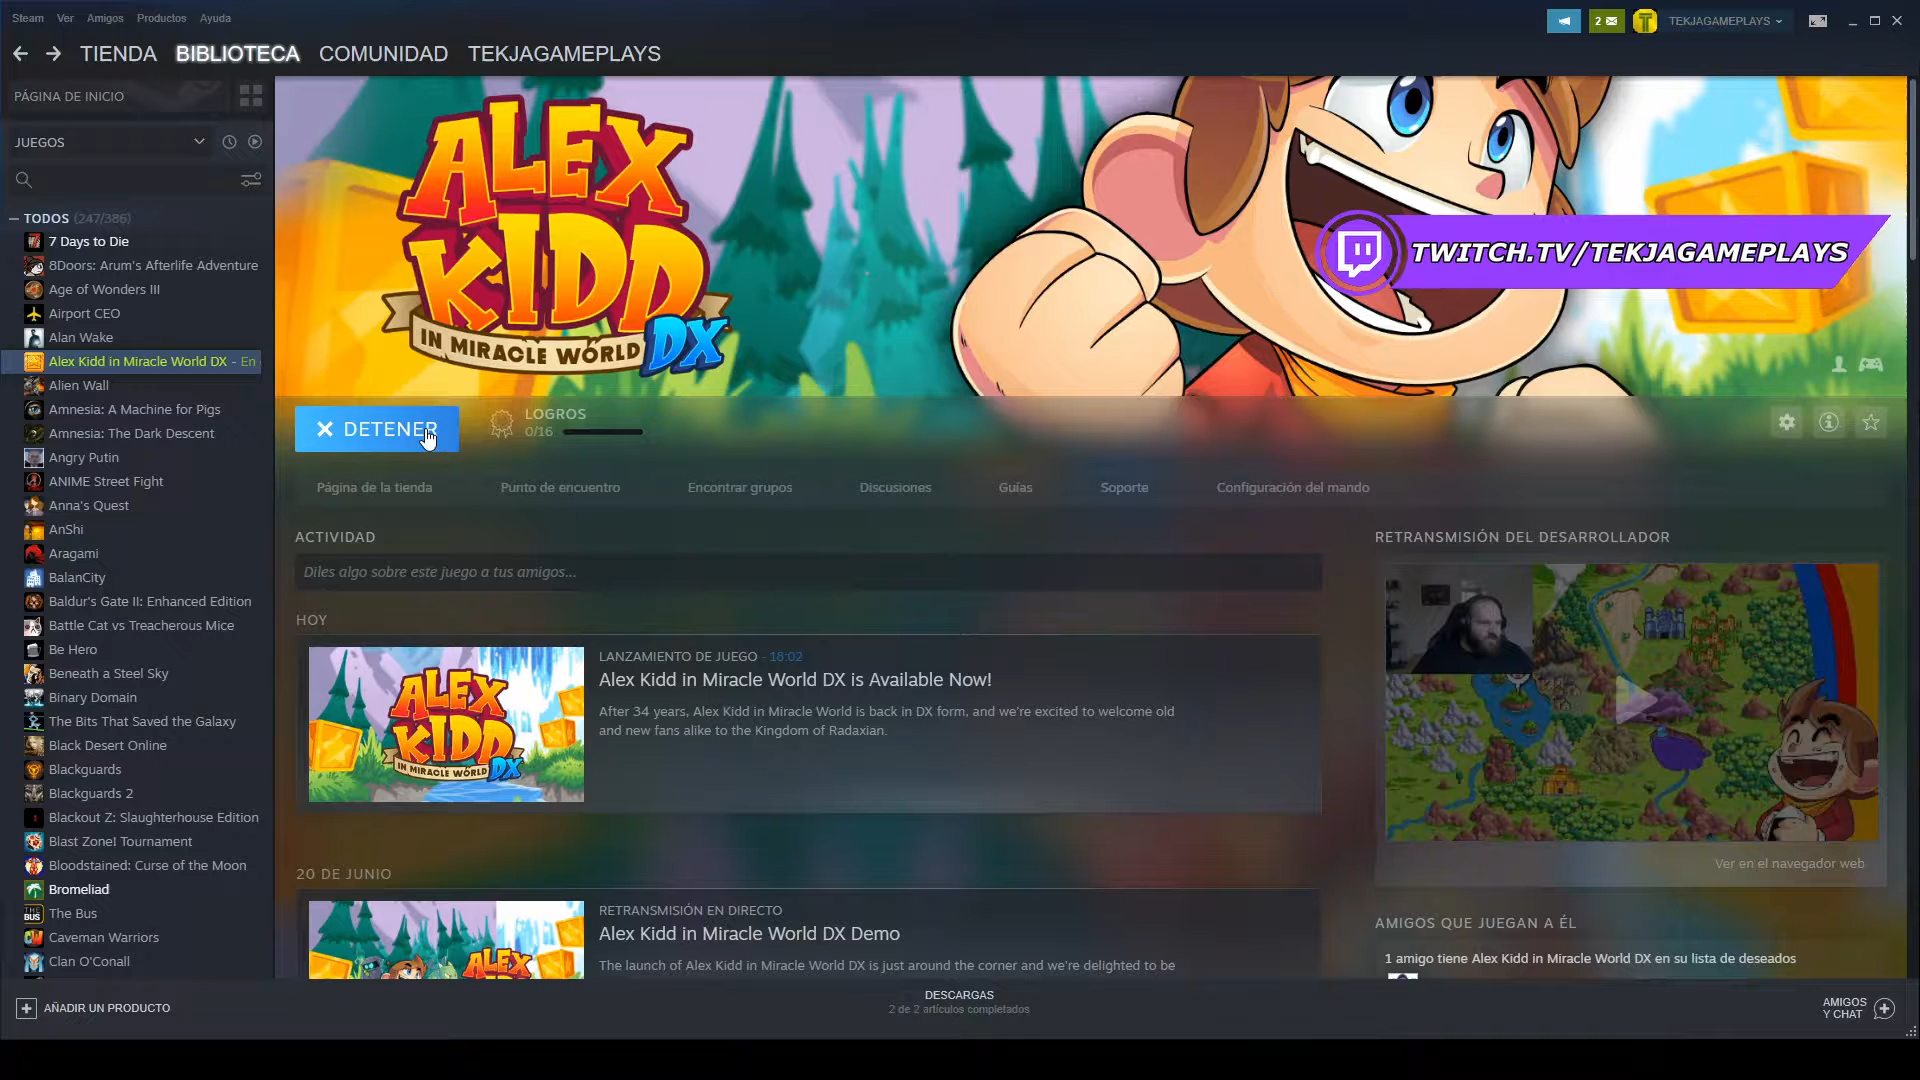 Steam Ver Amigos Productos Ayuda
2
TEKJAGAMEPLAYS
TIENDA BIBLIOTECA COMUNIDAD TEKJAGAMEPLAYS
PÁGINA DE INICIO
JUEGOS
TODOS (247/386)
7 Days to Die
8Doors: Arum's Afterlife Adventure
Age of Wonders III
Airport CEO
Alan Wake
Alex Kidd in Miracle World DX - En
Alien Wall
Amnesia: A Machine for Pigs
Amnesia: The Dark Descent
Angry Putin
ANIME Street Fight
Anna's Quest
AnShi
Aragami
BalanCity
Baldur's Gate II: Enhanced Edition
Battle Cat vs Treacherous Mice
Be Hero
Beneath a Steel Sky
Binary Domain
The Bits That Saved the Galaxy
Black Desert Online
Blackguards
Blackguards 2
Blackout Z: Slaughterhouse Edition
Blast Zone! Tournament
Bloodstained: Curse of the Moon
Bromeliad
The Bus
Caveman Warriors
Clan O'Conall
ALEX
KIDD
IN MIRACLE WORLD DX
TWITCH.TV/TEKJAGAMEPLAYS
DETENER
LOGROS
0/16
Página de la tienda Punto de encuentro Encontrar grupos Discusiones Guías Soporte Configuración del mando
ACTIVIDAD
Diles algo sobre este juego a tus amigos...
HOY
ALEX
KIDD
IN MIRACLE WORLD DX
LANZAMIENTO DE JUEGO - 18:02
Alex Kidd in Miracle World DX is Available Now!
After 34 years, Alex Kidd in Miracle World is back in DX form, and we're excited to welcome old
and new fans alike to the Kingdom of Radaxian.
20 DE JUNIO
ALEX
RETRANSMISIÓN EN DIRECTO
Alex Kidd in Miracle World DX Demo
The launch of Alex Kidd in Miracle World DX is just around the corner and we're delighted to be
RETRANSMISIÓN DEL DESARROLLADOR
Ver en el navegador web
AMIGOS QUE JUEGAN A ÉL
1 amigo tiene Alex Kidd in Miracle World DX en su lista de deseados
AÑADIR UN PRODUCTO
DESCARGAS
2 de 2 artículos completados
AMIGOS
Y CHAT